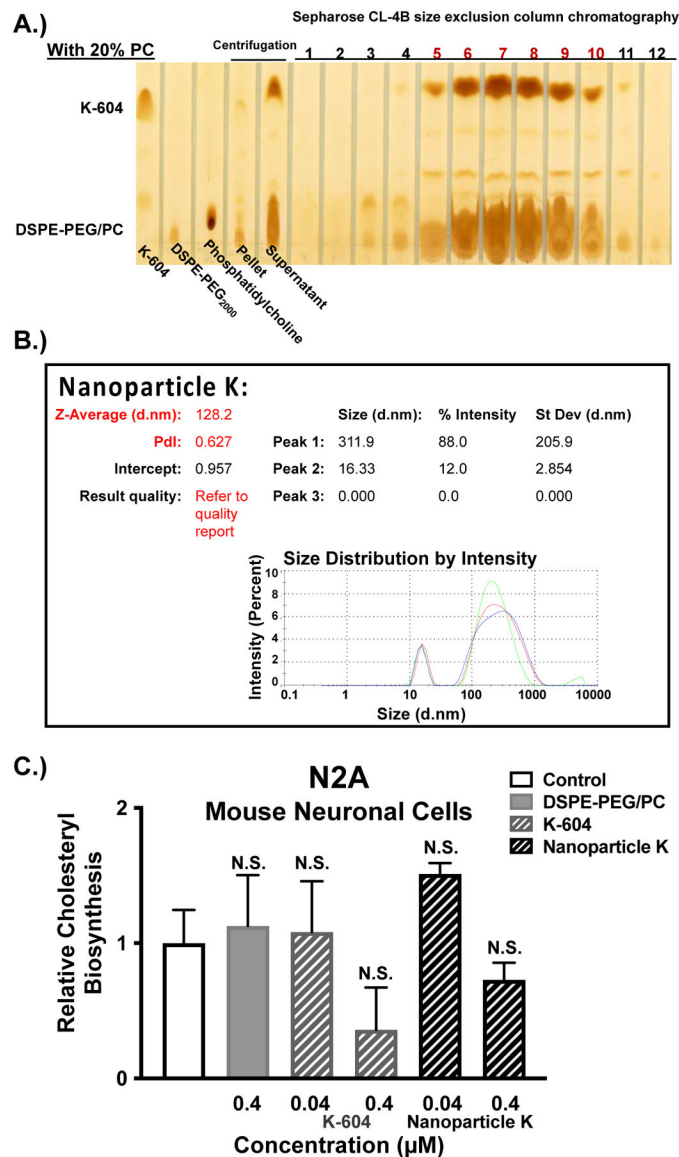 A.)
Sepharose CL-4B size exclusion column chromatography
With 20% PC
Centrifugation
1 2 3 4 5 6 7 8 9 10 11 12
K-604
DSPE-PEG/PC
K-604
DSPE-PEG2000
Phosphatidylcholine
Pellet
Supernatant
B.)
Nanoparticle K:
Z-Average (d.nm): 128.2 Size (d.nm): % Intensity St Dev (d.nm)
PdI: 0.627 Peak 1: 311.9 88.0 205.9
Intercept: 0.957 Peak 2: 16.33 12.0 2.854
Result quality: Refer to quality report Peak 3: 0.000 0.0 0.000
Size Distribution by Intensity
Intensity (Percent)
10
8
6
4
2
0
0.1 1 10 100 1000 10000
Size (d.nm)
C.)
N2A
Mouse Neuronal Cells
Control
DSPE-PEG/PC
K-604
Nanoparticle K
Relative Cholesteryl
Biosynthesis
2
1
0
N.S. N.S. N.S. N.S. N.S.
0.4 0.04 0.4 0.04 0.4
K-604 Nanoparticle K
Concentration (µM)